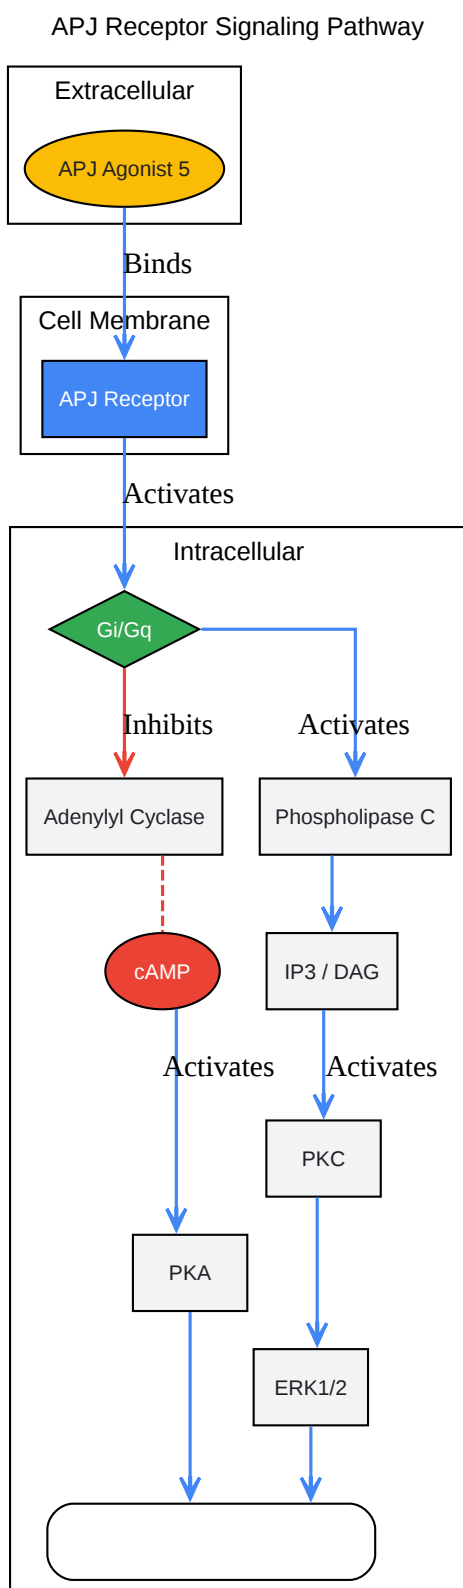 APJ Receptor Signaling Pathway
Extracellular
APJ Agonist 5
Binds
Cell Membrane
APJ Receptor
Activates
Intracellular
Gi/Gq
Inhibits
Activates
Adenylyl Cyclase
Phospholipase C
cAMP
IP3 / DAG
Activates
Activates
PKC
PKA
ERK1/2